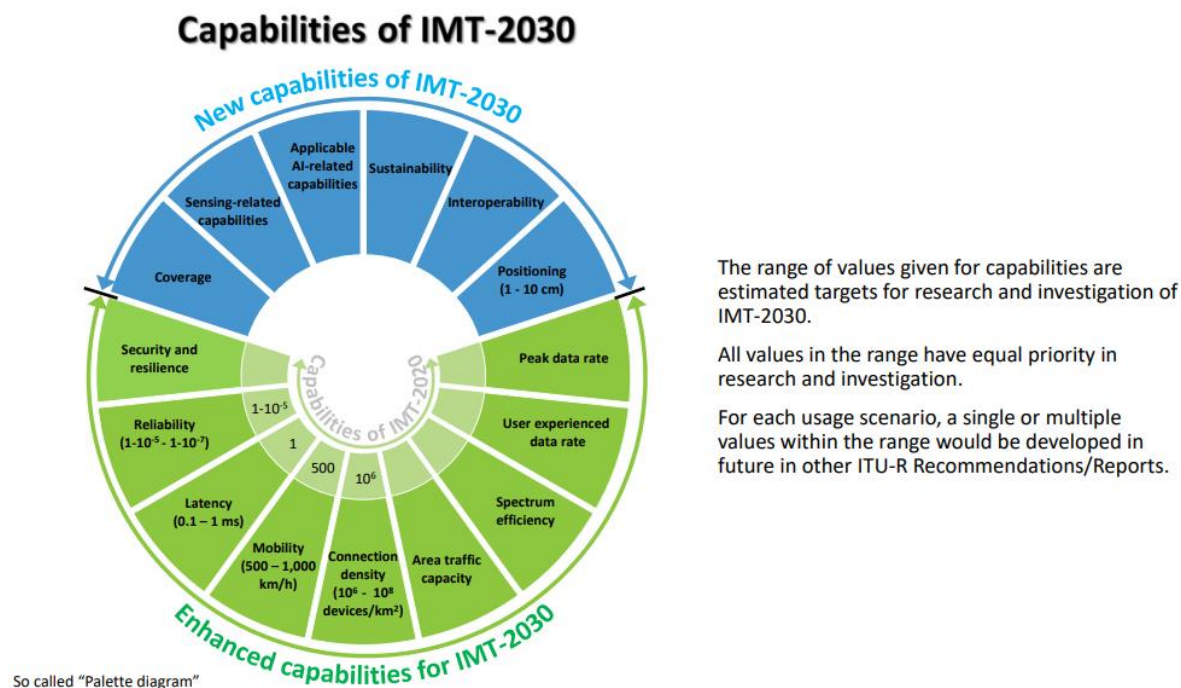 Capabilities of IMT-2030
New capabilities of IMT-2030
Applicable
AI-related
capabilities
Sustainability
Sensing-related
capabilities
Interoperability
Coverage
Positioning
(1 - 10 cm)
Security and
resilience
Peak data rate
Capabilities of IMT-2020
Reliability
(1-10⁻⁵ - 1-10⁻⁷)
1-10⁻⁵
User experienced
data rate
Latency
(0.1 – 1 ms)
1
Spectrum
efficiency
Mobility
(500 – 1,000
km/h)
500
Connection
density
(10⁶ - 10⁸
devices/km²)
10⁶
Area traffic
capacity
Enhanced capabilities for IMT-2030
The range of values given for capabilities are
estimated targets for research and investigation of
IMT-2030.
All values in the range have equal priority in
research and investigation.
For each usage scenario, a single or multiple
values within the range would be developed in
future in other ITU-R Recommendations/Reports.
So called “Palette diagram”